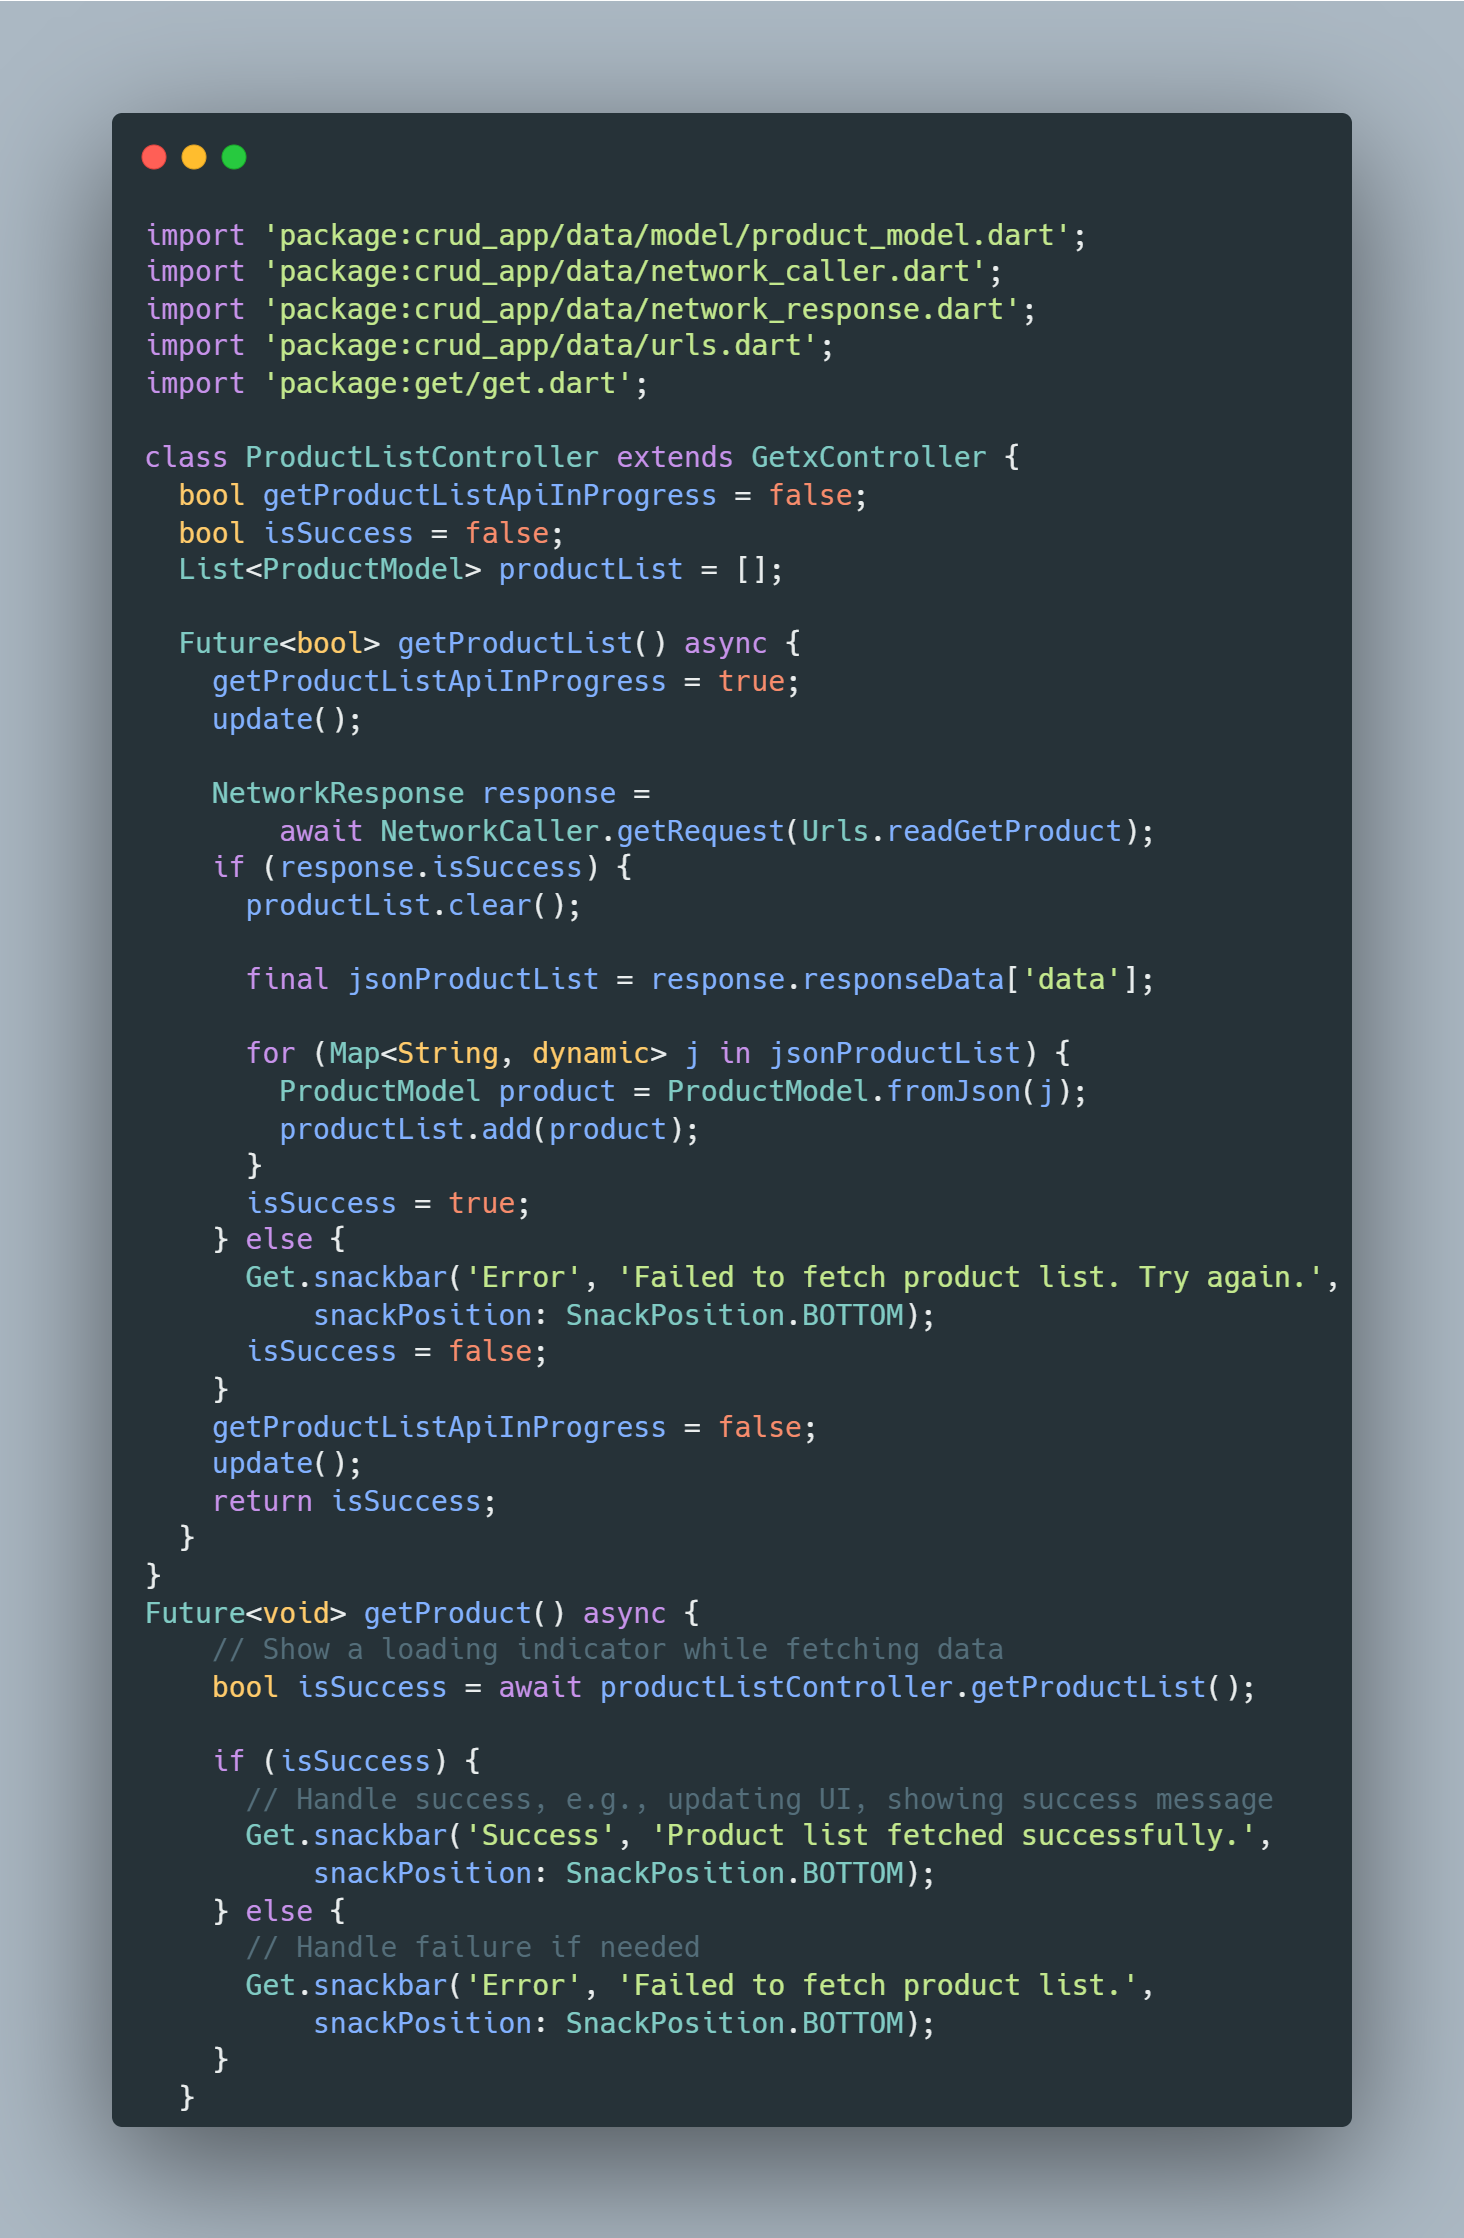 import 'package:crud_app/data/model/product_model.dart';
import 'package:crud_app/data/network_caller.dart';
import 'package:crud_app/data/network_response.dart';
import 'package:crud_app/data/urls.dart';
import 'package:get/get.dart';

class ProductListController extends GetxController {
  bool getProductListApiInProgress = false;
  bool isSuccess = false;
  List<ProductModel> productList = [];

  Future<bool> getProductList() async {
    getProductListApiInProgress = true;
    update();

    NetworkResponse response =
        await NetworkCaller.getRequest(Urls.readGetProduct);
    if (response.isSuccess) {
      productList.clear();

      final jsonProductList = response.responseData['data'];

      for (Map<String, dynamic> j in jsonProductList) {
        ProductModel product = ProductModel.fromJson(j);
        productList.add(product);
      }
      isSuccess = true;
    } else {
      Get.snackbar('Error', 'Failed to fetch product list. Try again.',
          snackPosition: SnackPosition.BOTTOM);
      isSuccess = false;
    }
    getProductListApiInProgress = false;
    update();
    return isSuccess;
  }
}
Future<void> getProduct() async {
    // Show a loading indicator while fetching data
    bool isSuccess = await productListController.getProductList();

    if (isSuccess) {
      // Handle success, e.g., updating UI, showing success message
      Get.snackbar('Success', 'Product list fetched successfully.',
          snackPosition: SnackPosition.BOTTOM);
    } else {
      // Handle failure if needed
      Get.snackbar('Error', 'Failed to fetch product list.',
          snackPosition: SnackPosition.BOTTOM);
    }
  }